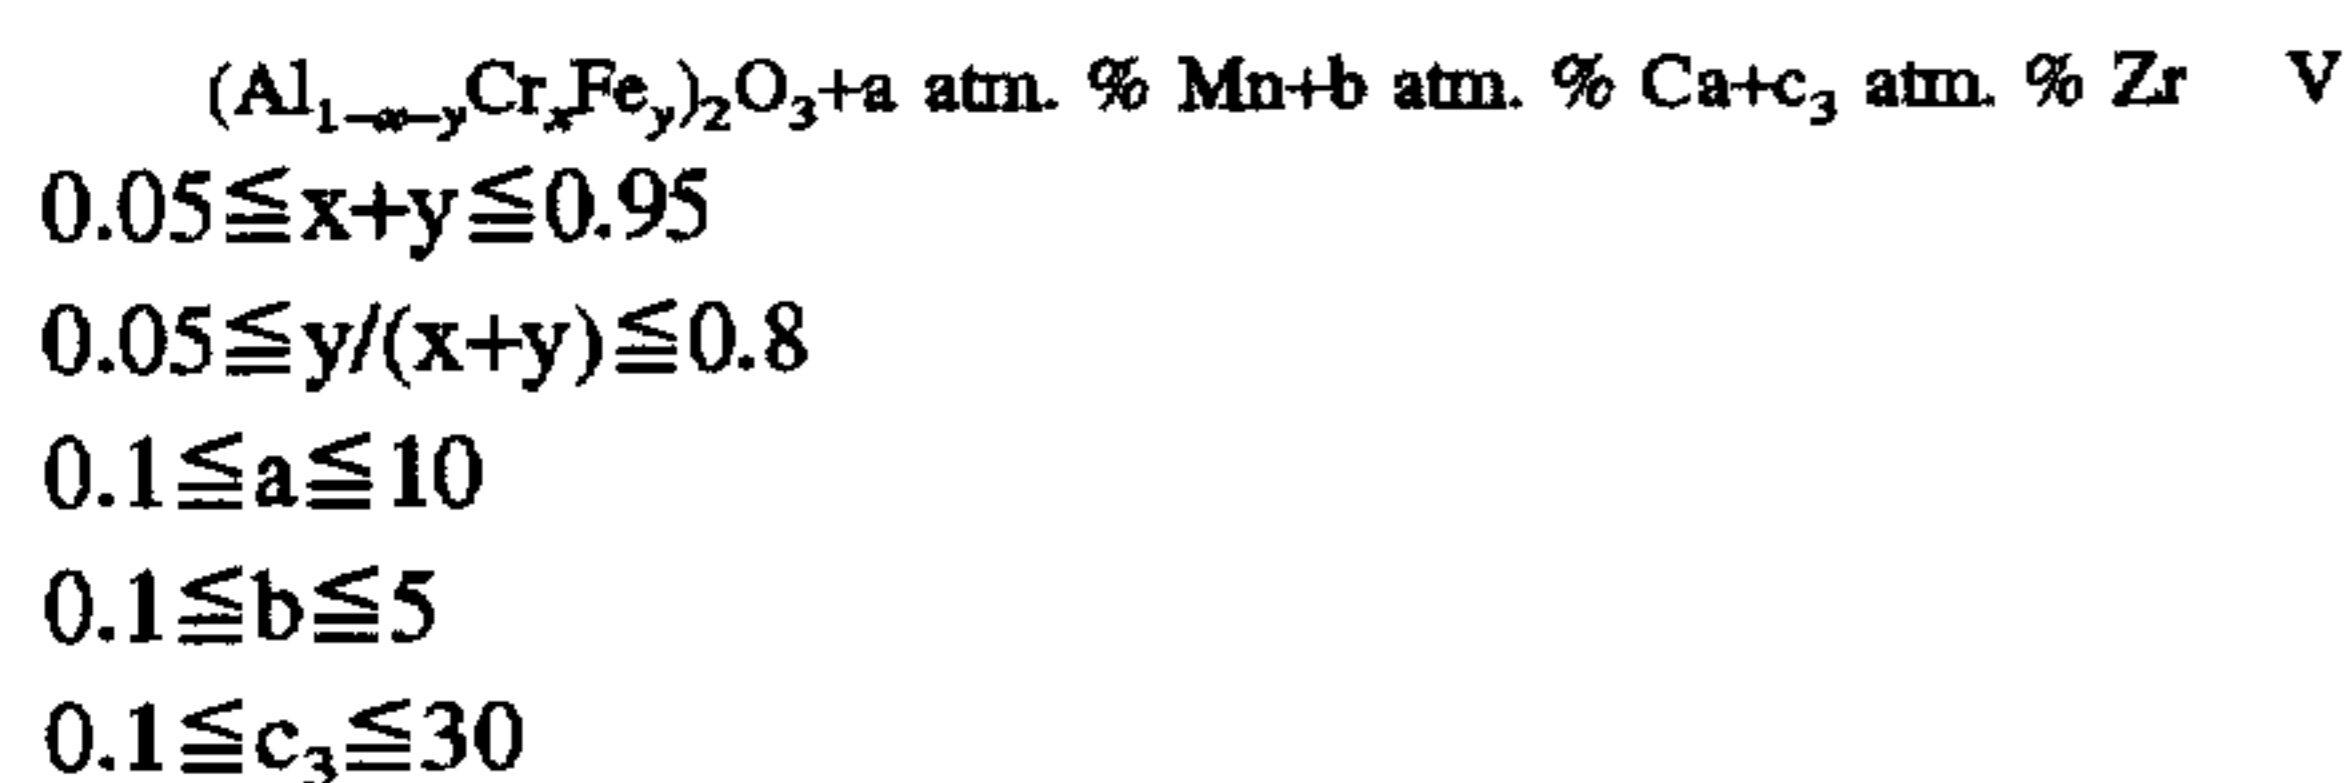 (Al₁₋ₓ₋ᵧCrₓFeᵧ)₂O₃+a atm. % Mn+b atm. % Ca+c₃ atm. % Zr V
0.05≦x+y≦0.95
0.05≦y/(x+y)≦0.8
0.1≦a≦10
0.1≦b≦5
0.1≦c₃≦30